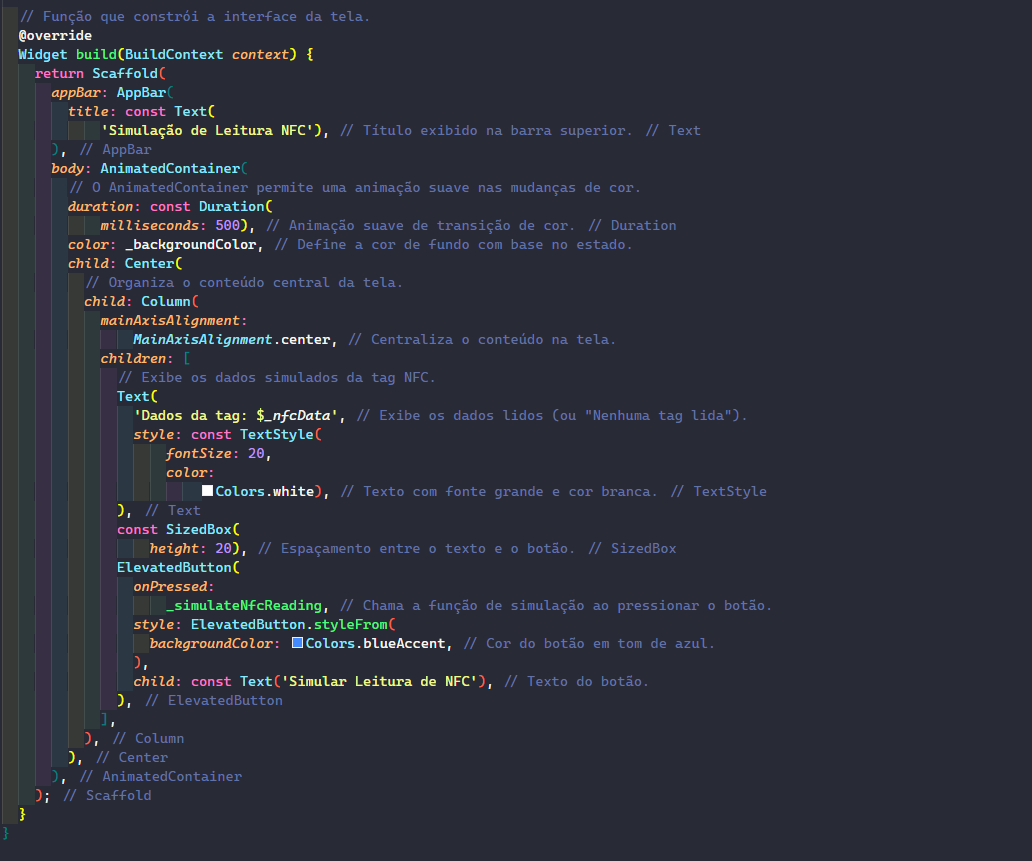 // Função que constrói a interface da tela.
@override
Widget build(BuildContext context) {
return Scaffold(
appBar: AppBar(
title: const Text(
'Simulação de Leitura NFC'), // Título exibido na barra superior. // Text
), // AppBar
body: AnimatedContainer(
// O AnimatedContainer permite uma animação suave nas mudanças de cor.
duration: const Duration(
milliseconds: 500), // Animação suave de transição de cor. // Duration
color: _backgroundColor, // Define a cor de fundo com base no estado.
child: Center(
// Organiza o conteúdo central da tela.
child: Column(
mainAxisAlignment:
MainAxisAlignment.center, // Centraliza o conteúdo na tela.
children: [
// Exibe os dados simulados da tag NFC.
Text(
'Dados da tag: $_nfcData', // Exibe os dados lidos (ou "Nenhuma tag lida").
style: const TextStyle(
fontSize: 20,
color:
Colors.white), // Texto com fonte grande e cor branca. // TextStyle
), // Text
const SizedBox(
height: 20), // Espaçamento entre o texto e o botão. // SizedBox
ElevatedButton(
onPressed:
_simulateNfcReading, // Chama a função de simulação ao pressionar o botão.
style: ElevatedButton.styleFrom(
backgroundColor: Colors.blueAccent, // Cor do botão em tom de azul.
),
child: const Text('Simular Leitura de NFC'), // Texto do botão.
), // ElevatedButton
],
), // Column
), // Center
), // AnimatedContainer
); // Scaffold
}
}